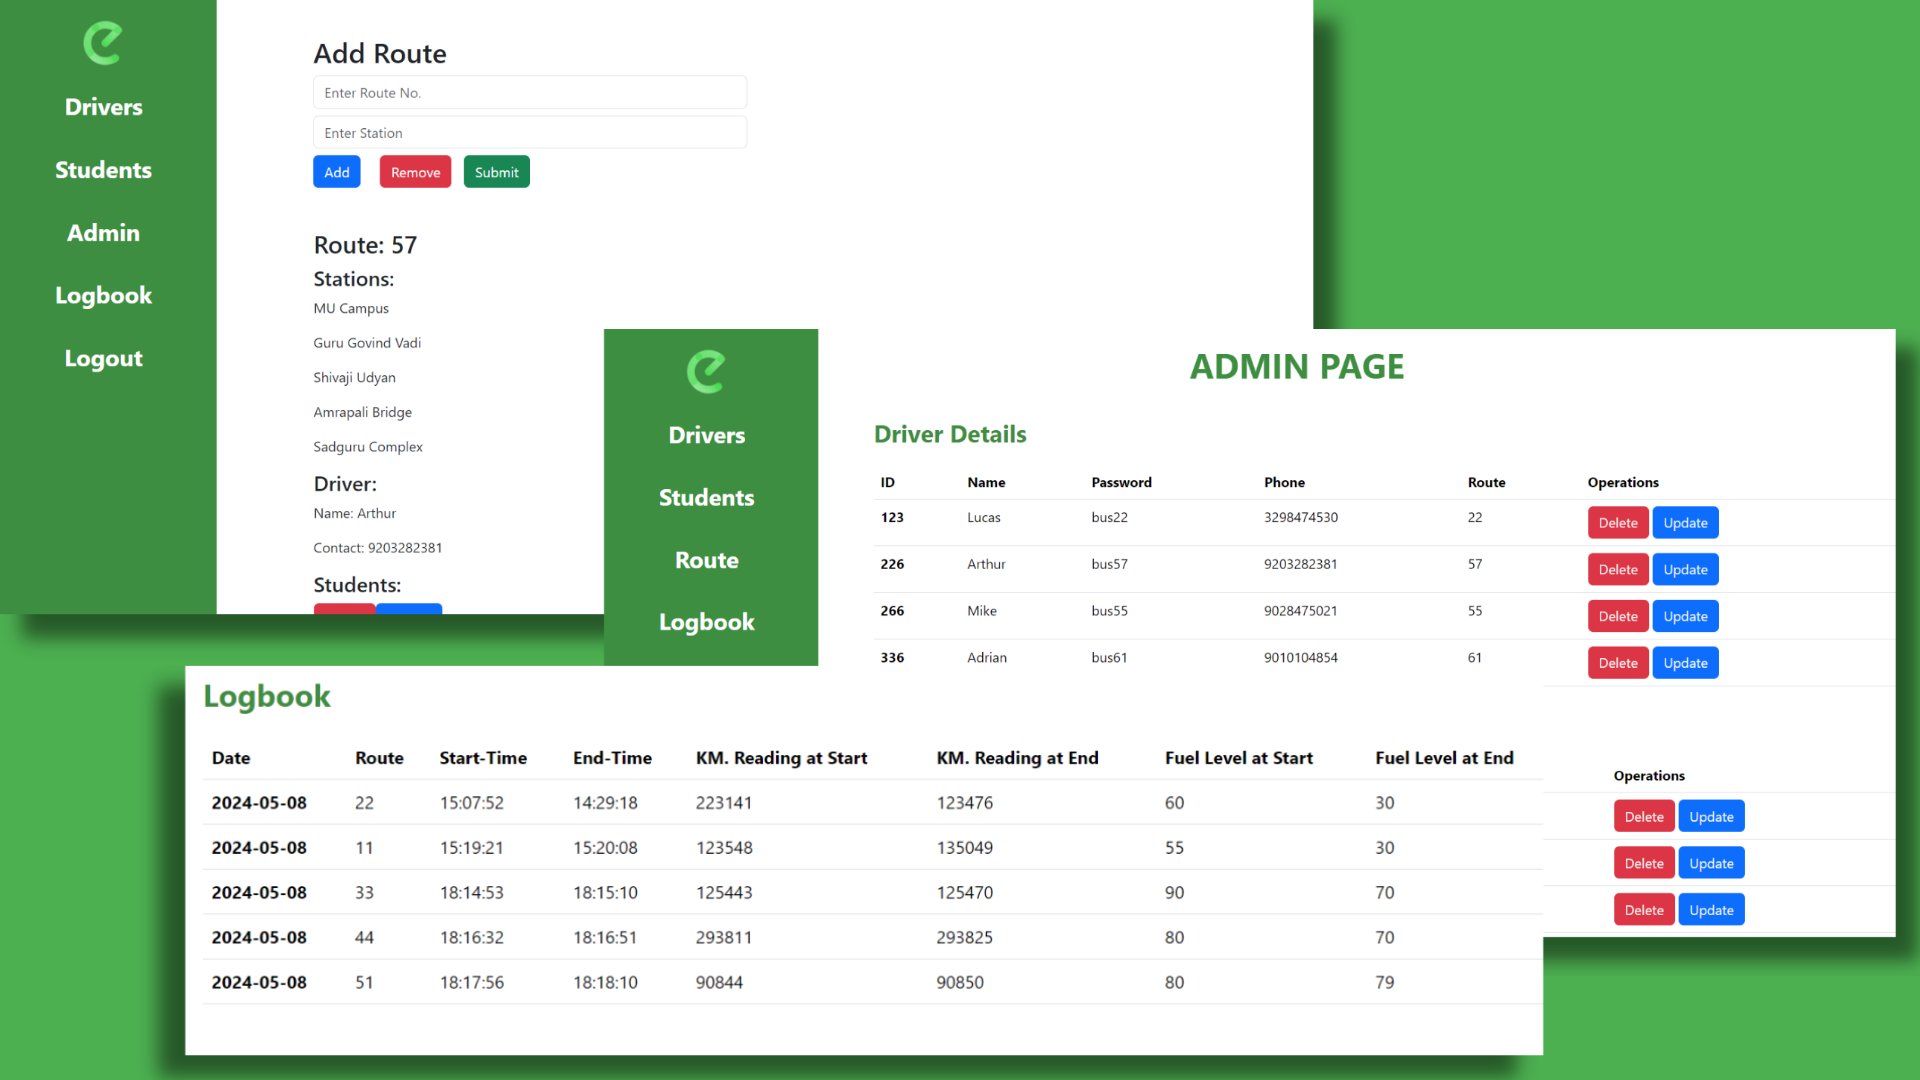 Drivers
Students
Admin
Logbook
Logout
Add Route
Enter Route No.
Enter Station
Add Remove Submit
Route: 57
Stations:
MU Campus
Guru Govind Vadi
Shivaji Udyan
Amrapali Bridge
Sadguru Complex
Driver:
Name: Arthur
Contact: 9203282381
Students:
Drivers
Students
Route
Logbook
ADMIN PAGE
Driver Details
ID Name Password Phone Route Operations
123 Lucas bus22 3298474530 22 Delete Update
226 Arthur bus57 9203282381 57 Delete Update
266 Mike bus55 9028475021 55 Delete Update
336 Adrian bus61 9010104854 61 Delete Update
Operations
Delete Update
Delete Update
Delete Update
Logbook
Date Route Start-Time End-Time KM. Reading at Start KM. Reading at End Fuel Level at Start Fuel Level at End
2024-05-08 22 15:07:52 14:29:18 223141 123476 60 30
2024-05-08 11 15:19:21 15:20:08 123548 135049 55 30
2024-05-08 33 18:14:53 18:15:10 125443 125470 90 70
2024-05-08 44 18:16:32 18:16:51 293811 293825 80 70
2024-05-08 51 18:17:56 18:18:10 90844 90850 80 79